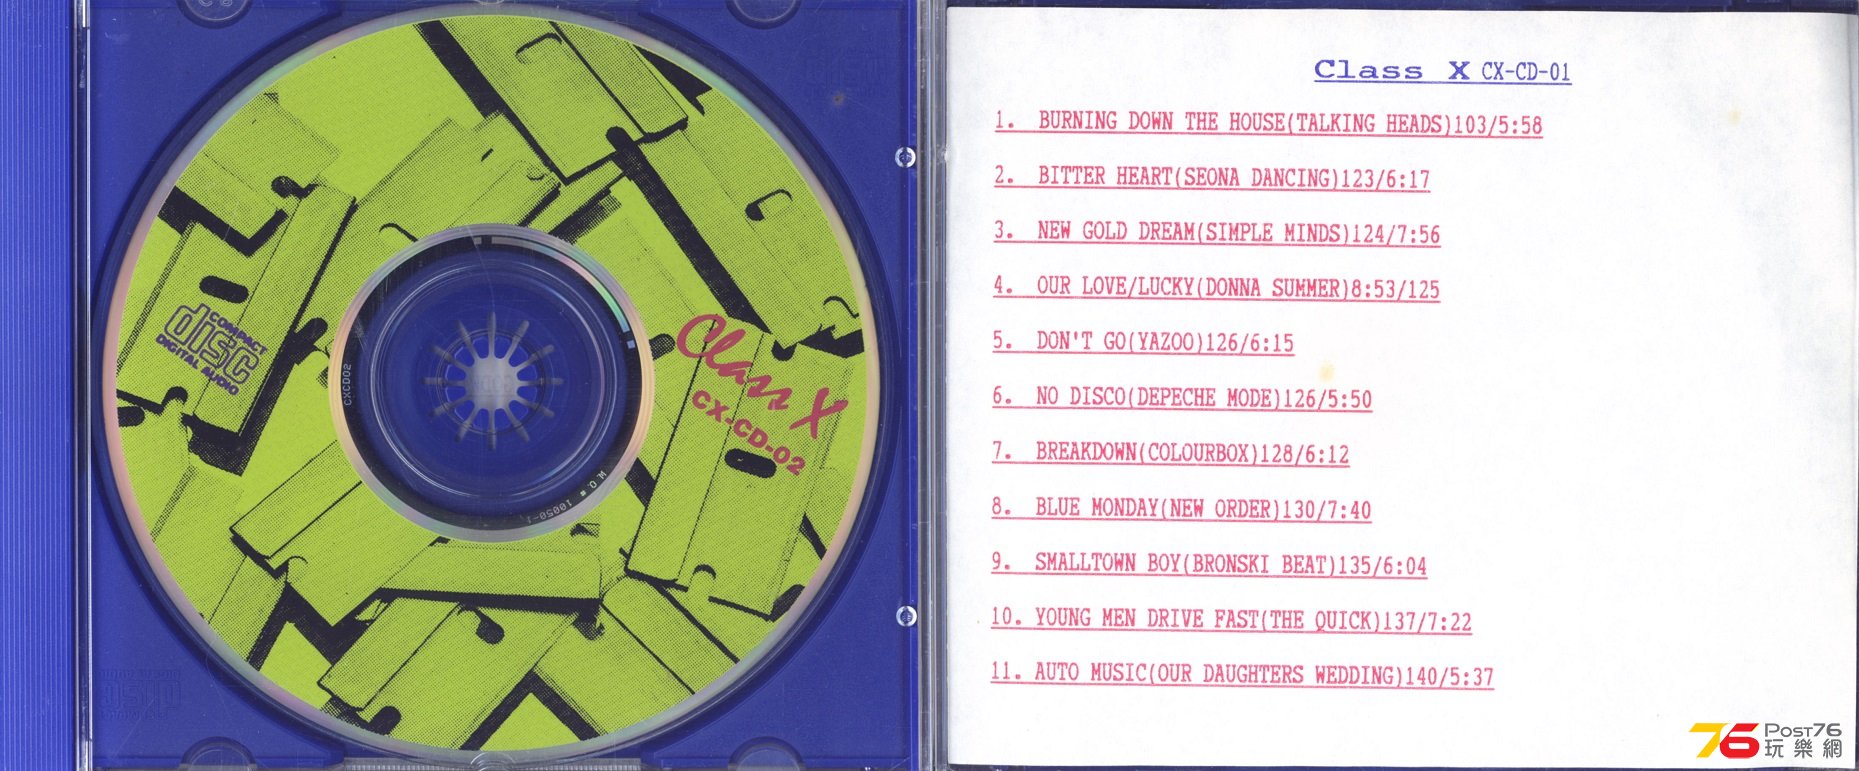 COMPACT
disc
DIGITAL AUDIO
CXCD02
Class X
CX-CD-02
W.O.# 10050-1
Class X CX-CD-01
1. BURNING DOWN THE HOUSE(TALKING HEADS)103/5:58
2. BITTER HEART(SEONA DANCING)123/6:17
3. NEW GOLD DREAM(SIMPLE MINDS)124/7:56
4. OUR LOVE/LUCKY(DONNA SUMMER)8:53/125
5. DON'T GO(YAZOO)126/6:15
6. NO DISCO(DEPECHE MODE)126/5:50
7. BREAKDOWN(COLOURBOX)128/6:12
8. BLUE MONDAY(NEW ORDER)130/7:40
9. SMALLTOWN BOY(BRONSKI BEAT)135/6:04
10. YOUNG MEN DRIVE FAST(THE QUICK)137/7:22
11. AUTO MUSIC(OUR DAUGHTERS WEDDING)140/5:37
76 Post76
玩樂網